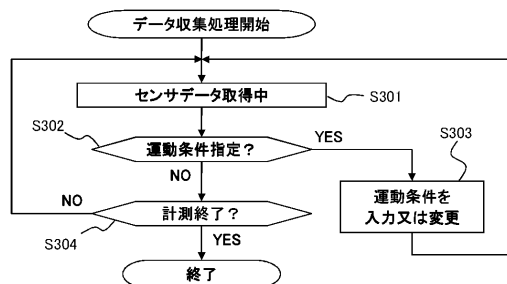 データ収集処理開始
センサデータ取得中
S301
S302
運動条件指定？
YES
S303
NO
運動条件を
入力又は変更
NO
計測終了？
S304
YES
終了